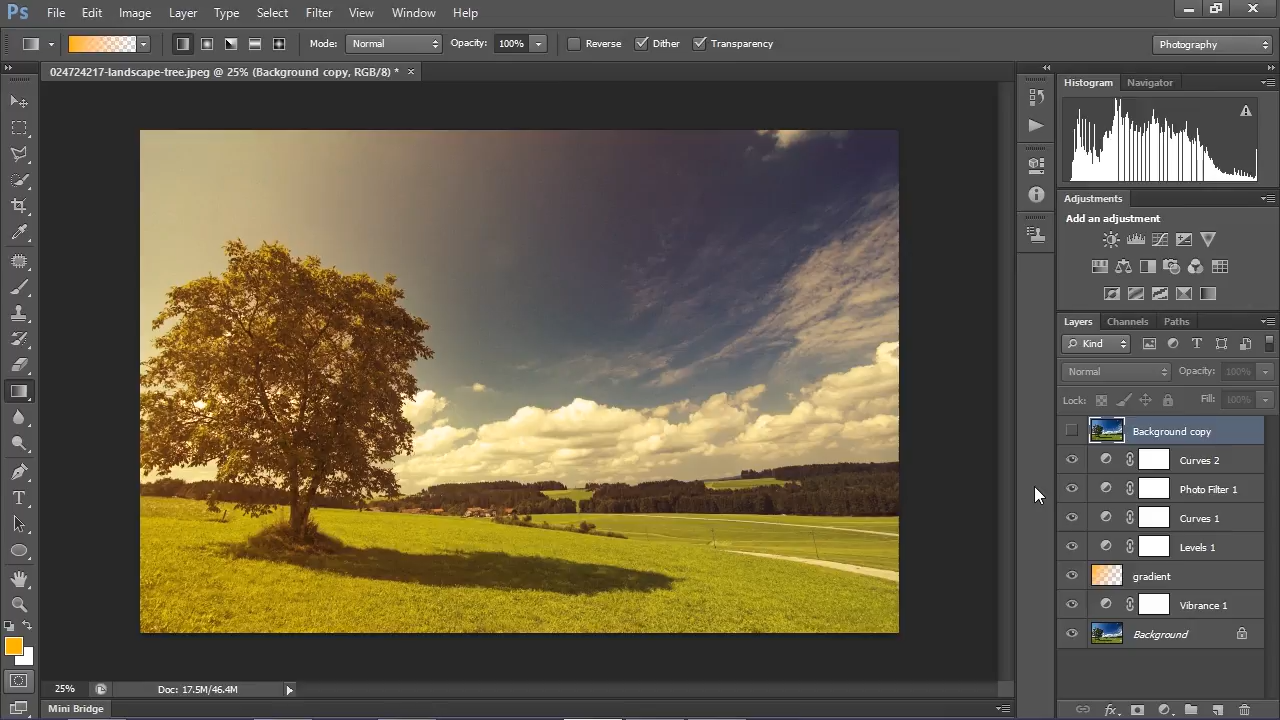 Ps File Edit Image Layer Type Select Filter View Window Help
Mode: Normal Opacity: 100% Reverse Dither Transparency Photography
024724217-landscape-tree.jpeg @ 25% (Background copy, RGB/8) * ×
Histogram Navigator
Adjustments
Add an adjustment
Layers Channels Paths
Kind T
Normal Opacity: 100%
Lock: Fill: 100%
Background copy
Curves 2
Photo Filter 1
Curves 1
Levels 1
gradient
Vibrance 1
Background
25% Doc: 17.5M/46.4M
fx
Mini Bridge